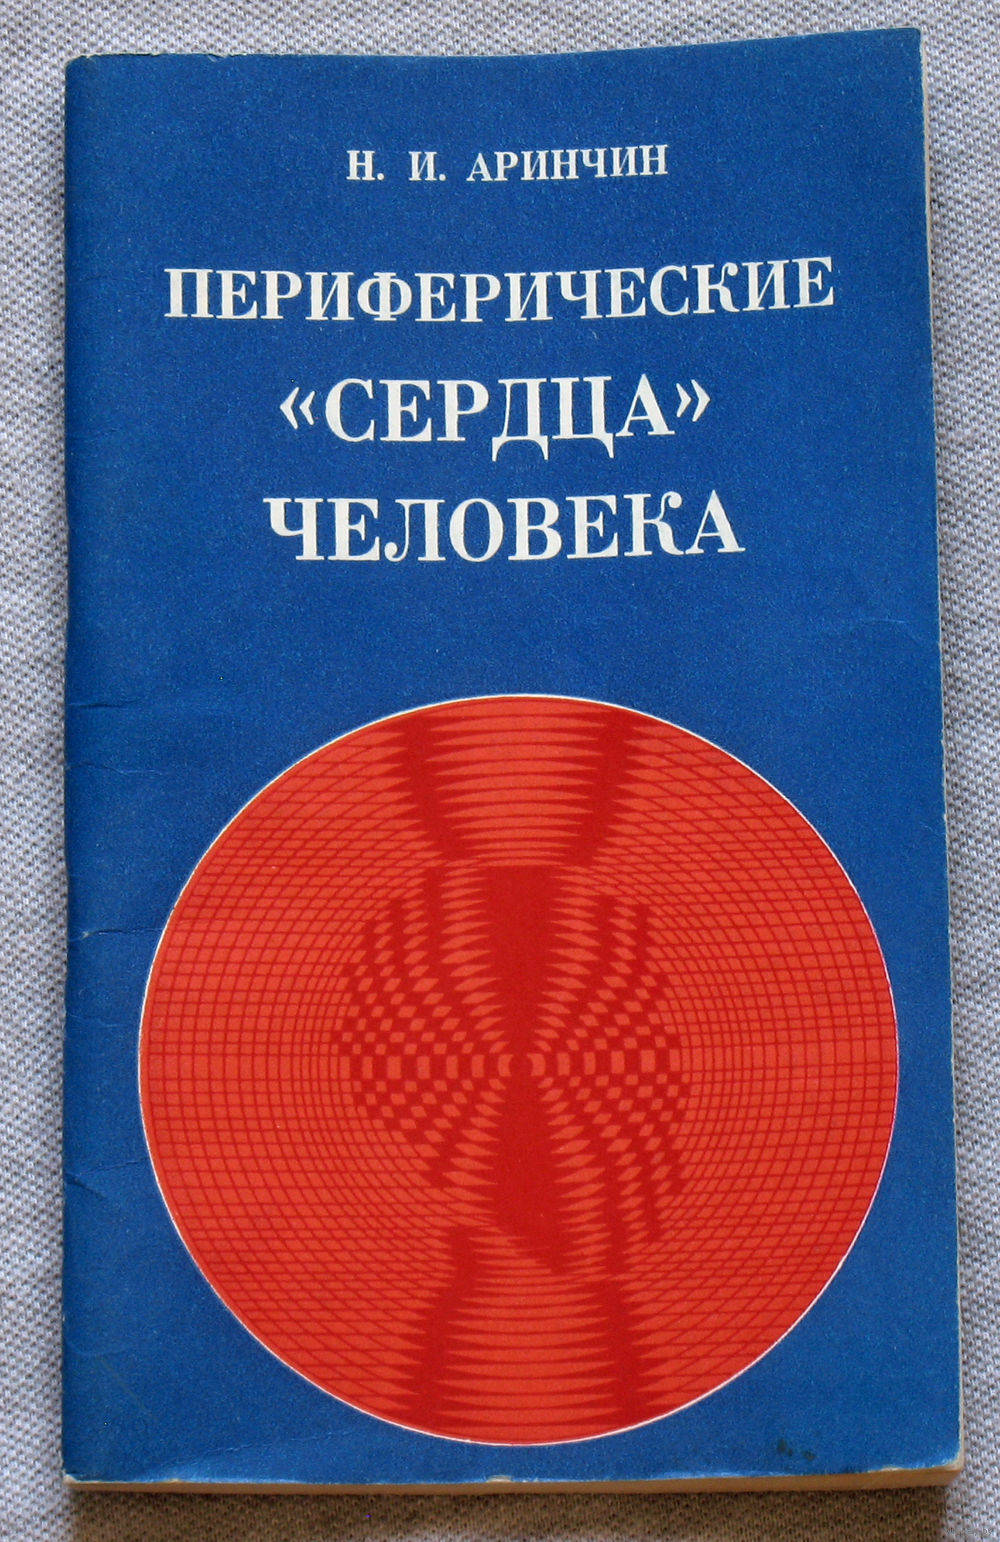 Н. И. АРИНЧИН
ПЕРИФЕРИЧЕСКИЕ
«СЕРДЦА»
ЧЕЛОВЕКА